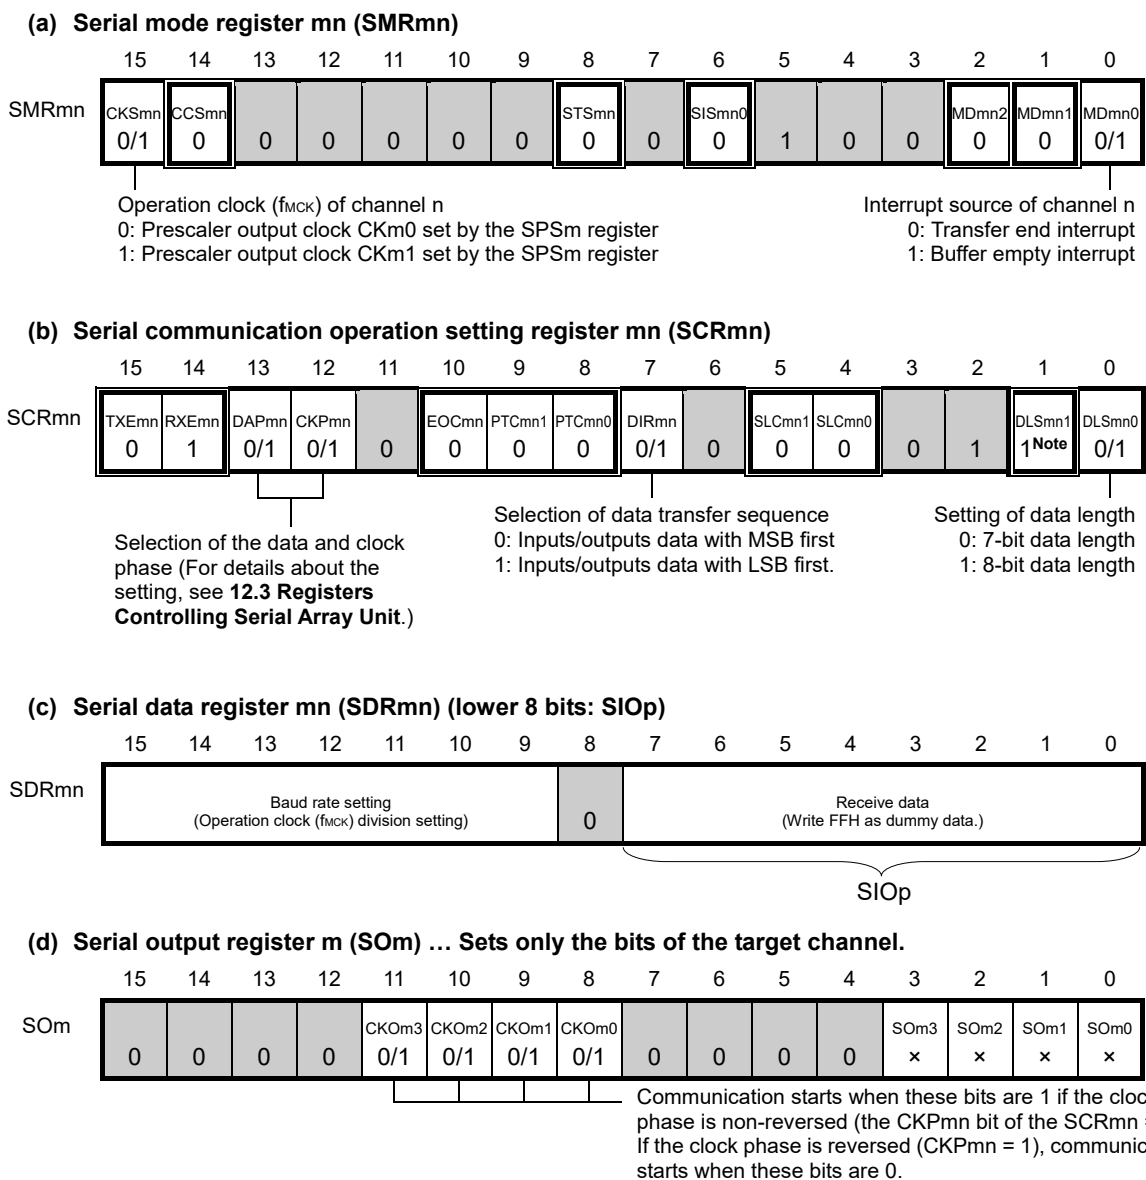 (a) Serial mode register mn (SMRmn)
15 14 13 12 11 10 9 8 7 6 5 4 3 2 1 0
SMRmn
CKSmn CCSmn STSmn SISmn0 MDmn2 MDmn1 MDmn0
0/1 0 0 0 0 0 0 0 0 0 1 0 0 0 0 0/1
Operation clock (fMCK) of channel n
0: Prescaler output clock CKm0 set by the SPSm register
1: Prescaler output clock CKm1 set by the SPSm register
Interrupt source of channel n
0: Transfer end interrupt
1: Buffer empty interrupt
(b) Serial communication operation setting register mn (SCRmn)
15 14 13 12 11 10 9 8 7 6 5 4 3 2 1 0
SCRmn
TXEmn RXEmn DAPmn CKPmn EOCmn PTCmn1 PTCmn0 DIRmn SLCmn1 SLCmn0 DLSmn1 DLSmn0
0 1 0/1 0/1 0 0 0 0 0/1 0 0 0 0 1 1 Note 0/1
Selection of the data and clock
phase (For details about the
setting, see 12.3 Registers
Controlling Serial Array Unit.)
Selection of data transfer sequence
0: Inputs/outputs data with MSB first
1: Inputs/outputs data with LSB first.
Setting of data length
0: 7-bit data length
1: 8-bit data length
(c) Serial data register mn (SDRmn) (lower 8 bits: SIOp)
15 14 13 12 11 10 9 8 7 6 5 4 3 2 1 0
SDRmn
Baud rate setting
(Operation clock (fMCK) division setting)
0
Receive data
(Write FFH as dummy data.)
SIOp
(d) Serial output register m (SOm) … Sets only the bits of the target channel.
15 14 13 12 11 10 9 8 7 6 5 4 3 2 1 0
SOm
CKOm3 CKOm2 CKOm1 CKOm0 SOm3 SOm2 SOm1 SOm0
0 0 0 0 0/1 0/1 0/1 0/1 0 0 0 0 × × × ×
Communication starts when these bits are 1 if the cloc
phase is non-reversed (the CKPmn bit of the SCRmn
If the clock phase is reversed (CKPmn = 1), communic
starts when these bits are 0.